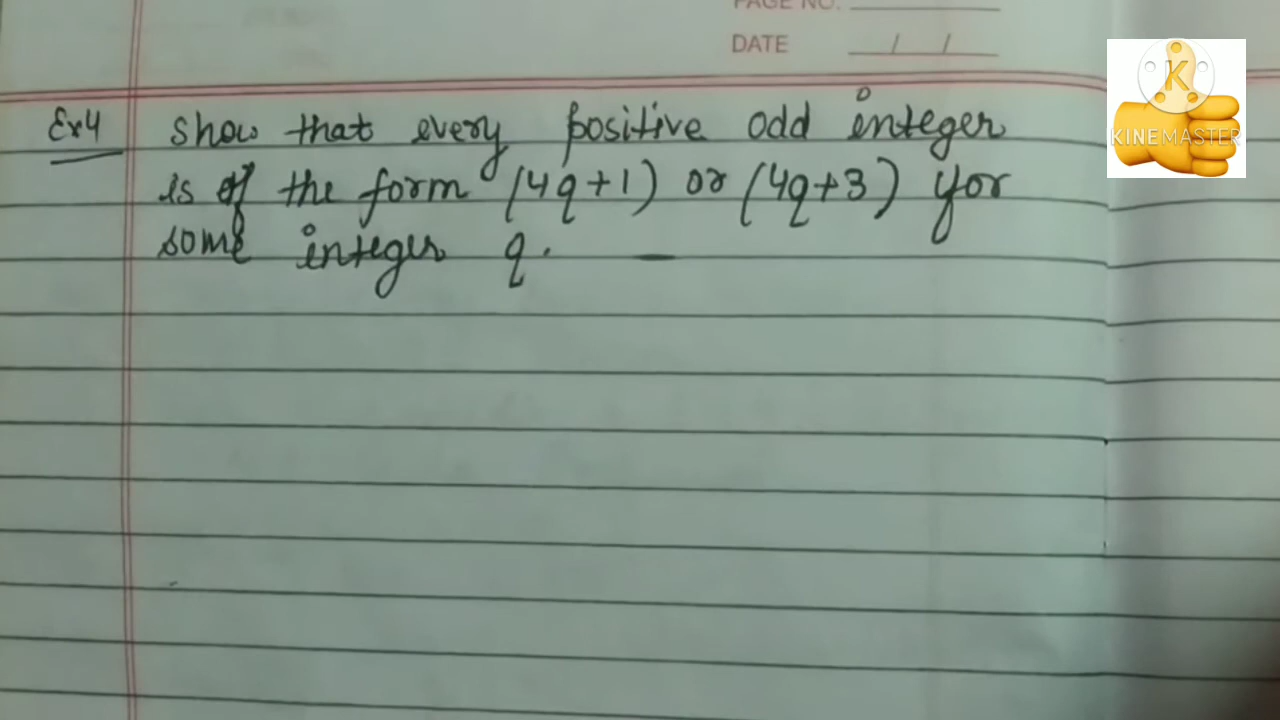 PAGE NO.
DATE / /
Ex4 show that every positive odd integer
is of the form (4q+1) or (4q+3) for
some integer q.
K
KINEMASTER